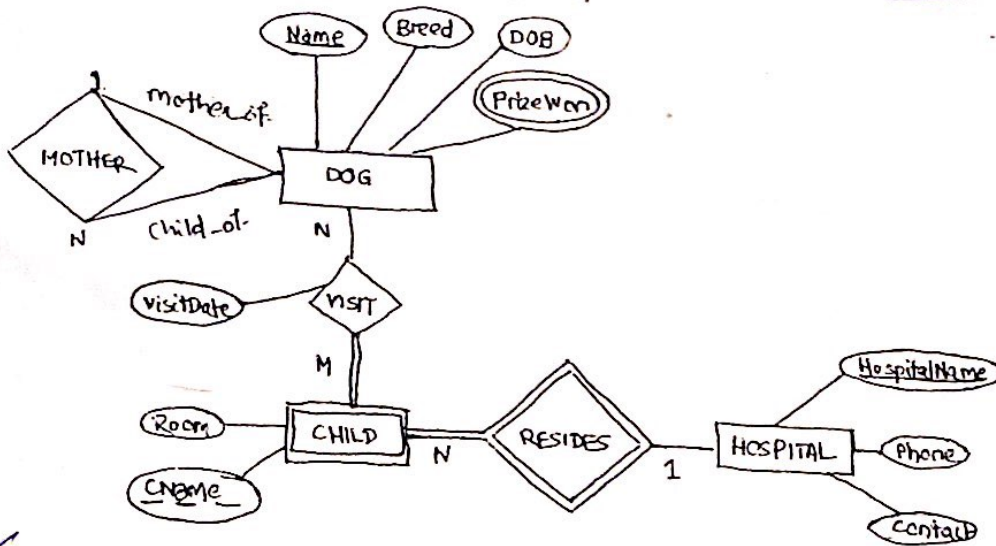 Name
Breed
DOB
PrizeWon
1
mother_of
MOTHER
DOG
N
child_of
N
visitDate
VISIT
M
Room
CHILD
N
RESIDES
1
HOSPITAL
HospitalName
Phone
CName
Contact